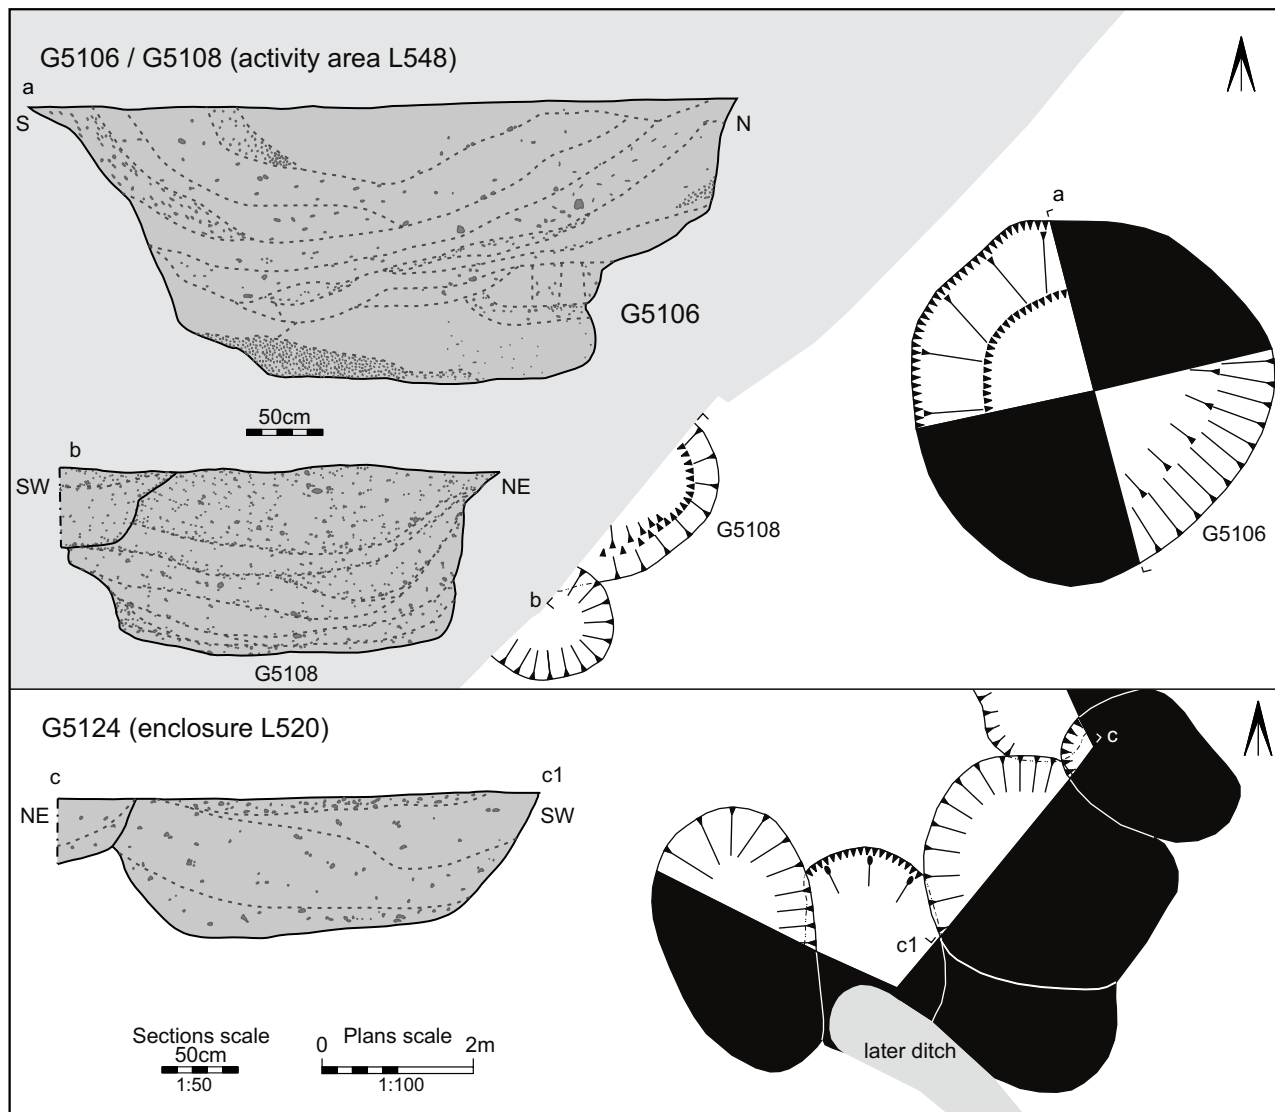 G5106 / G5108 (activity area L548)
a
S
N
a
G5106
50cm
b
SW
NE
G5108
G5106
b
G5108
G5124 (enclosure L520)
c
c
c1
NE
SW
c1
Sections scale
Plans scale
50cm
0
2m
1:50
1:100
later ditch